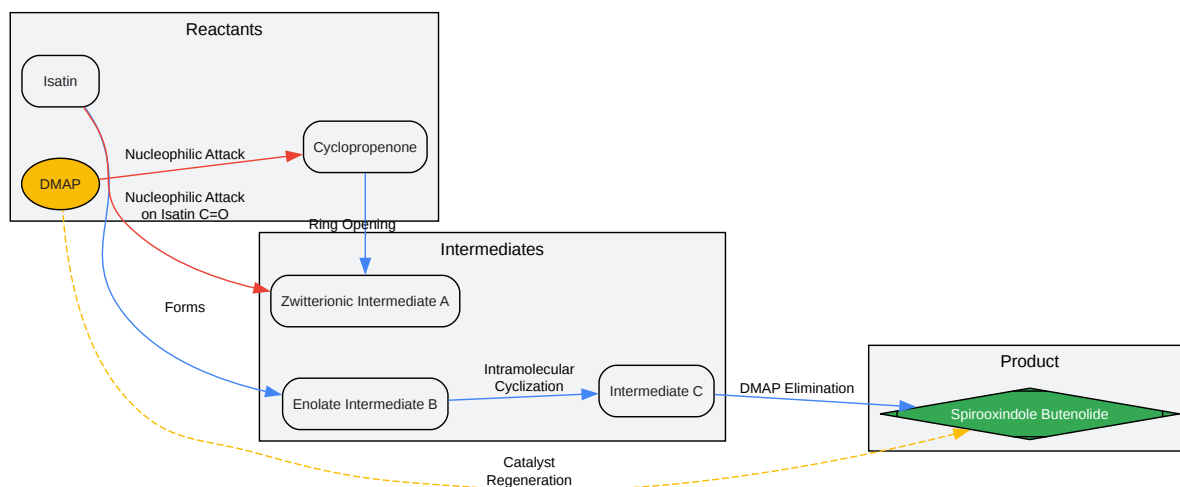 Reactants
Isatin
Cyclopropenone
Nucleophilic Attack
DMAP
Nucleophilic Attack
on Isatin C=O
Ring Opening
Intermediates
Zwitterionic Intermediate A
Forms
Product
Intramolecular
Cyclization
DMAP Elimination
Intermediate C
Enolate Intermediate B
Spirooxindole Butenolide
Catalyst
Regeneration